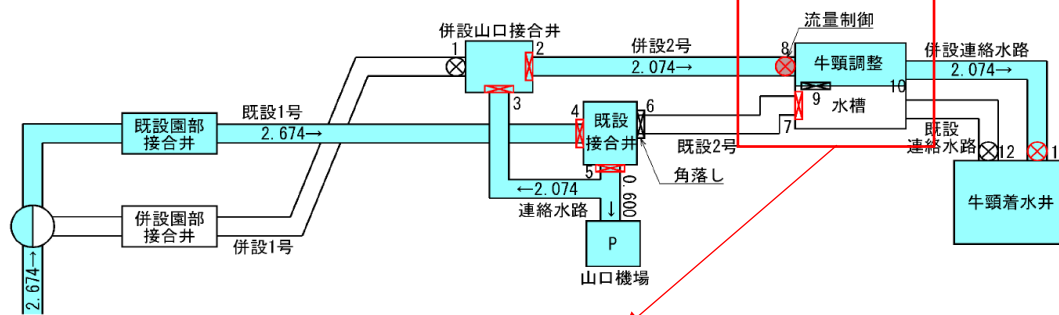 併設山口接合井
流量制御
1
2
併設2号
8
併設連絡水路
2.074→
牛頸調整
2.074→
10
水槽
9
3
既設1号
4
既設
接合井
6
7
既設園部
接合井
2.674→
既設2号
既設
連絡水路
12
1
5
角落し
←2.074
0.600→
連絡水路
牛頸着水井
併設園部
接合井
併設1号
P
山口機場
2.674→